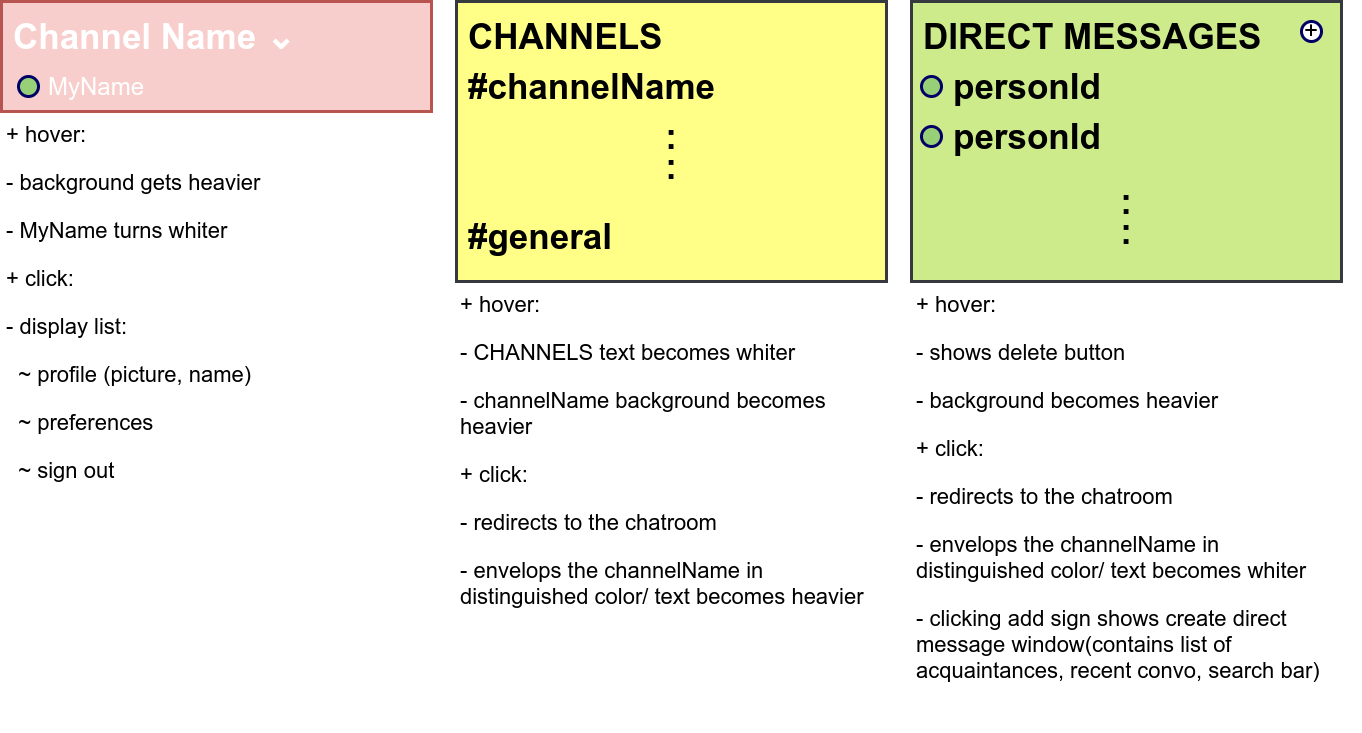 Channel Name ⌄
MyName
+ hover:
- background gets heavier
- MyName turns whiter
+ click:
- display list:
~ profile (picture, name)
~ preferences
~ sign out
CHANNELS
#channelName
#general
+ hover:
- CHANNELS text becomes whiter
- channelName background becomes
heavier
+ click:
- redirects to the chatroom
- envelops the channelName in
distinguished color/ text becomes heavier
DIRECT MESSAGES +
personId
personId
+ hover:
- shows delete button
- background becomes heavier
+ click:
- redirects to the chatroom
- envelops the channelName in
distinguished color/ text becomes whiter
- clicking add sign shows create direct
message window(contains list of
acquaintances, recent convo, search bar)